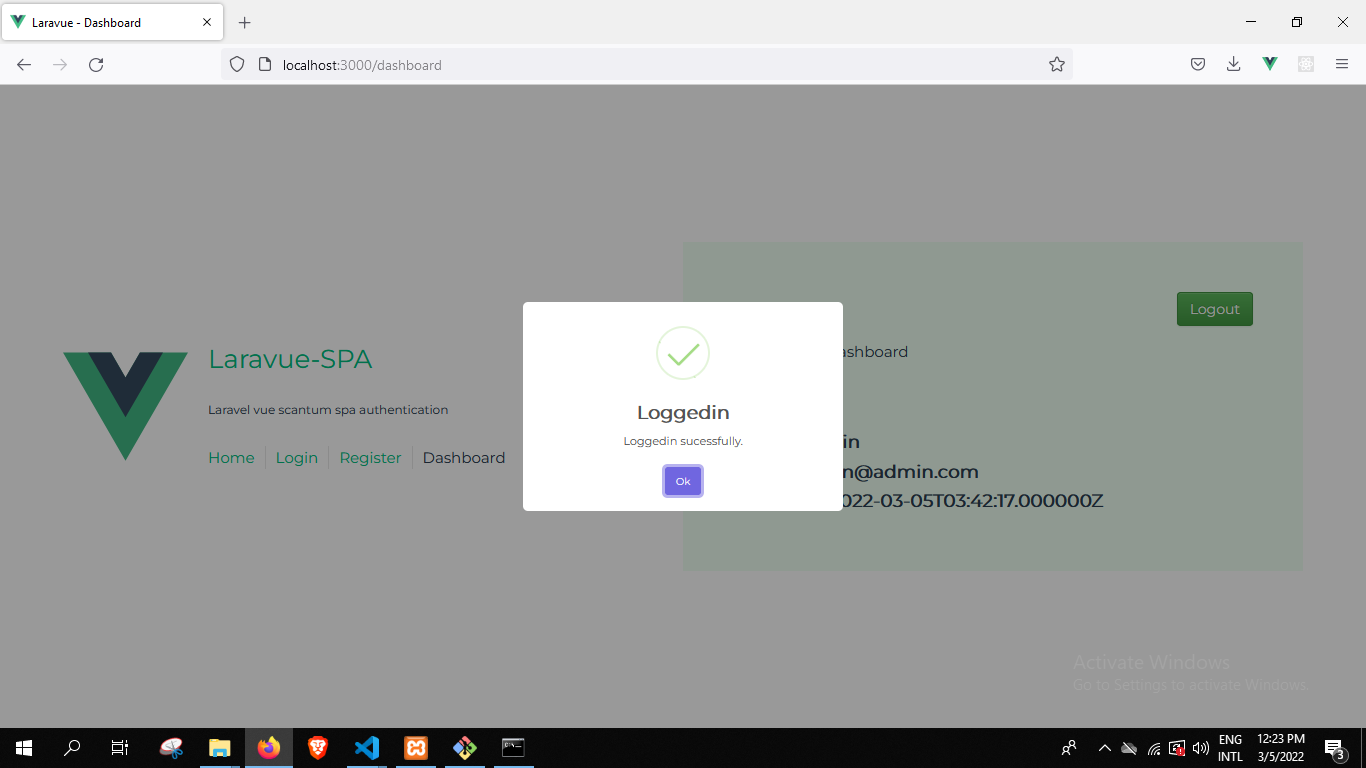 Laravue - Dashboard
localhost:3000/dashboard
Logout
ashboard
Laravue-SPA
Laravel vue scantum spa authentication
Home Login Register Dashboard
Loggedin
Loggedin sucessfully.
Ok
in
n@admin.com
022-03-05T03:42:17.000000Z
Activate Windows
Go to Settings to activate Windows.
ENG
INTL
12:23 PM
3/5/2022
3